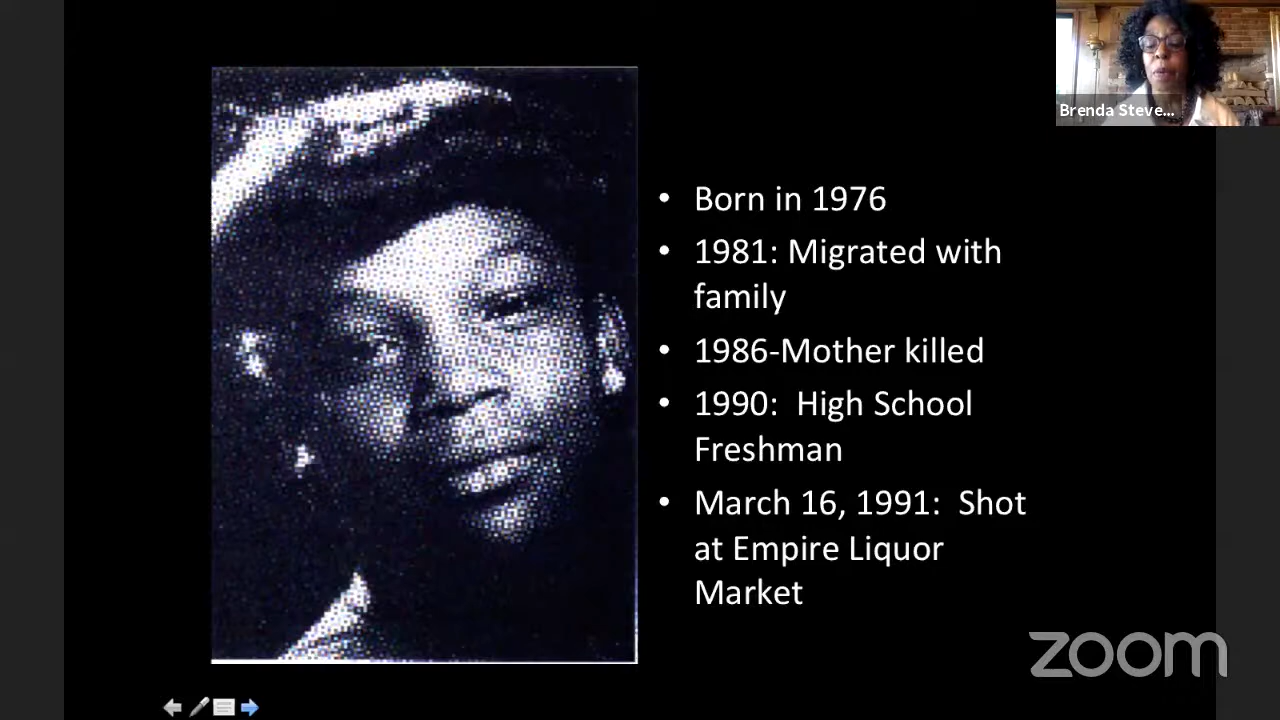 Brenda Steve...
• Born in 1976
• 1981: Migrated with
family
• 1986-Mother killed
• 1990:  High School
Freshman
• March 16, 1991:  Shot
at Empire Liquor
Market
zoom